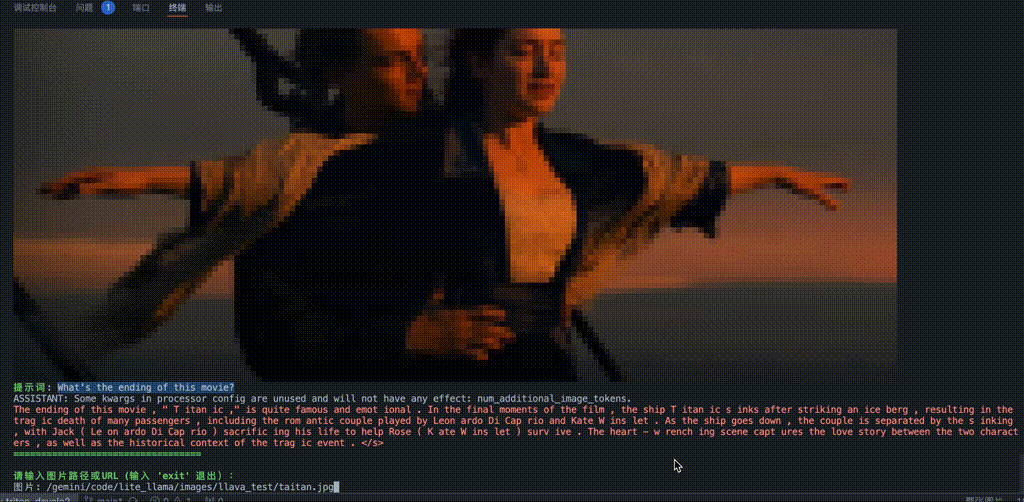 调试控制台 问题 1 端口 终端 输出
提示词: What's the ending of this movie?
ASSISTANT: Some kwargs in processor config are unused and will not have any effect: num_additional_image_tokens.
The ending of this movie , " T itan ic ," is quite famous and emot ional . In the final moments of the film , the ship T itan ic s inks after striking an ice berg , resulting in the
trag ic death of many passengers , including the rom antic couple played by Leon ardo Di Cap rio and Kate W ins let . As the ship goes down , the couple is separated by the s inking
, with Jack ( Le on ardo Di Cap rio ) sacrific ing his life to help Rose ( K ate W ins let ) surv ive . The heart - w rench ing scene capt ures the love story between the two charact
ers , as well as the historical context of the trag ic event . </s>
================================
请输入图片路径或URL (输入 'exit' 退出) :
图片: /gemini/code/lite_llama/images/llava_test/taitan.jpg